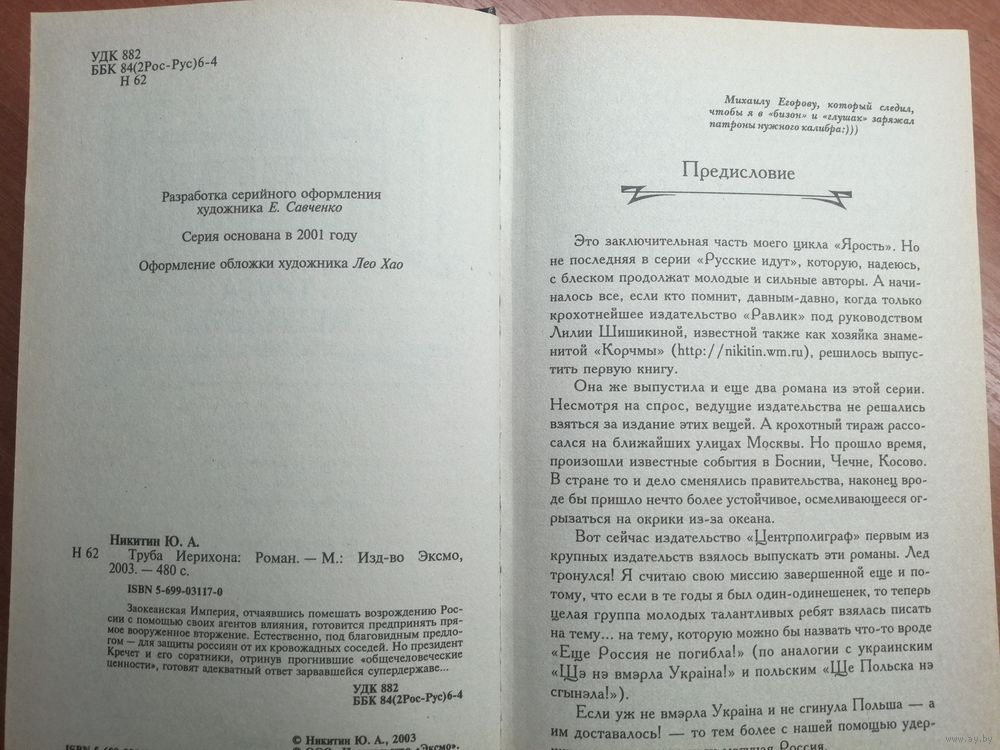 УДК 882
ББК 84(2Рос-Рус)6-4
Н 62
Разработка серийного оформления
художника Е. Савченко
Серия основана в 2001 году
Оформление обложки художника Лео Хао
Никитин Ю. А.
Н 62 Труба Иерихона: Роман. — М.: Изд-во Эксмо,
2003. — 480 с.
ISBN 5-699-03117-0
Заокеанская Империя, отчаявшись помешать возрождению Рос-
сии с помощью своих агентов влияния, готовится предпринять пря-
мое вооруженное вторжение. Естественно, под благовидным предло-
гом — для защиты россиян от их кровожадных соседей. Но президент
Кречет и его соратники, отринув прогнившие «общечеловеческие
ценности», готовят адекватный ответ зарвавшейся супердержаве...
УДК 882
ББК 84(2Рос-Рус)6-4
© Никитин Ю. А., 2003
Михаилу Егорову, который следил,
чтобы я в «бизон» и «глушак» заряжал
патроны нужного калибра:)))
Предисловие
Это заключительная часть моего цикла «Ярость». Но
не последняя в серии «Русские идут», которую, надеюсь,
с блеском продолжат молодые и сильные авторы. А начи-
налось все, если кто помнит, давным-давно, когда только
крохотнейшее издательство «Равлик» под руководством
Лилии Шишикиной, известной также как хозяйка знаме-
нитой «Корчмы» (http://nikitin.wm.ru), решилось выпус-
тить первую книгу.
Она же выпустила и еще два романа из этой серии.
Несмотря на спрос, ведущие издательства не решались
взяться за издание этих вещей. А крохотный тираж рассо-
сался на ближайших улицах Москвы. Но прошло время,
произошли известные события в Боснии, Чечне, Косово.
В стране то и дело сменялись правительства, наконец вро-
де бы пришло нечто более устойчивое, осмеливающееся ог-
рызаться на окрики из-за океана.
Вот сейчас издательство «Центрполиграф» первым из
крупных издательств взялось выпускать эти романы. Лед
тронулся! Я считаю свою миссию завершенной еще и по-
тому, что если в те годы я был один-одинешенек, то теперь
целая группа молодых талантливых ребят взялась писать
на тему... на тему, которую можно бы назвать что-то вроде
«Еще Россия не погибла!» (по аналогии с украинским
«Щэ нэ вмэрла Украіна!» и польским «Ще Польска нэ
сгынэла!»).
Если уж не вмэрла Украіна и не сгинула Польша — а
им доставалось! — то тем более с нашей помощью удер-
www.ay.by